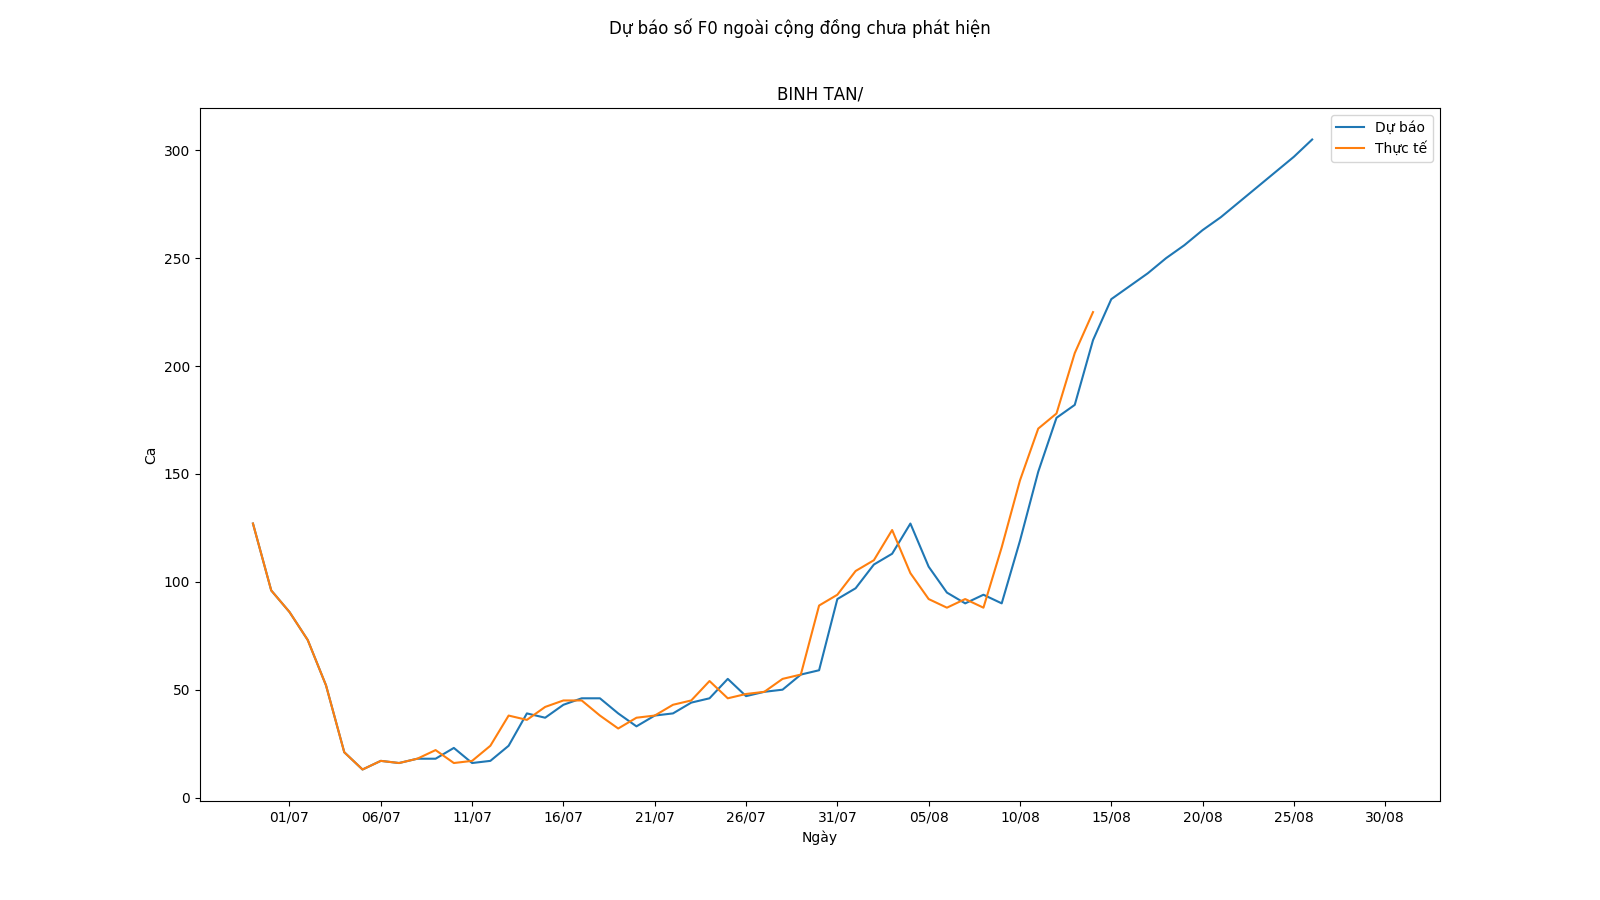 Dự báo số F0 ngoài cộng đồng chưa phát hiện
BINH TAN/
Dự báo
Thực tế
300
250
200
150
100
50
0
Ca
01/07 06/07 11/07 16/07 21/07 26/07 31/07 05/08 10/08 15/08 20/08 25/08 30/08
Ngày